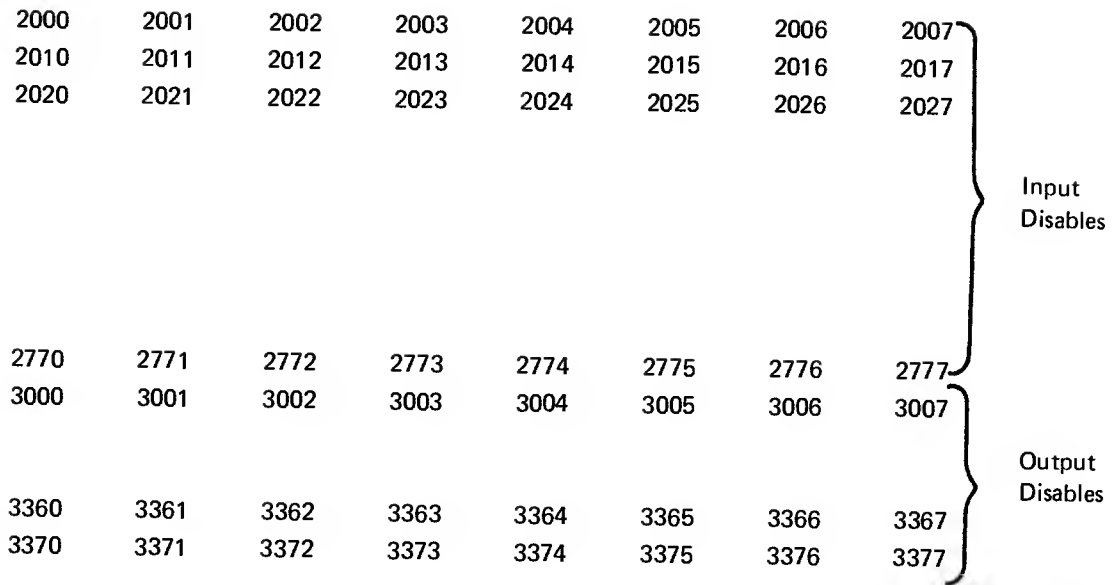 2000 2001 2002 2003 2004 2005 2006 2007
2010 2011 2012 2013 2014 2015 2016 2017
2020 2021 2022 2023 2024 2025 2026 2027
Input
Disables
2770 2771 2772 2773 2774 2775 2776 2777
3000 3001 3002 3003 3004 3005 3006 3007
Output
Disables
3360 3361 3362 3363 3364 3365 3366 3367
3370 3371 3372 3373 3374 3375 3376 3377